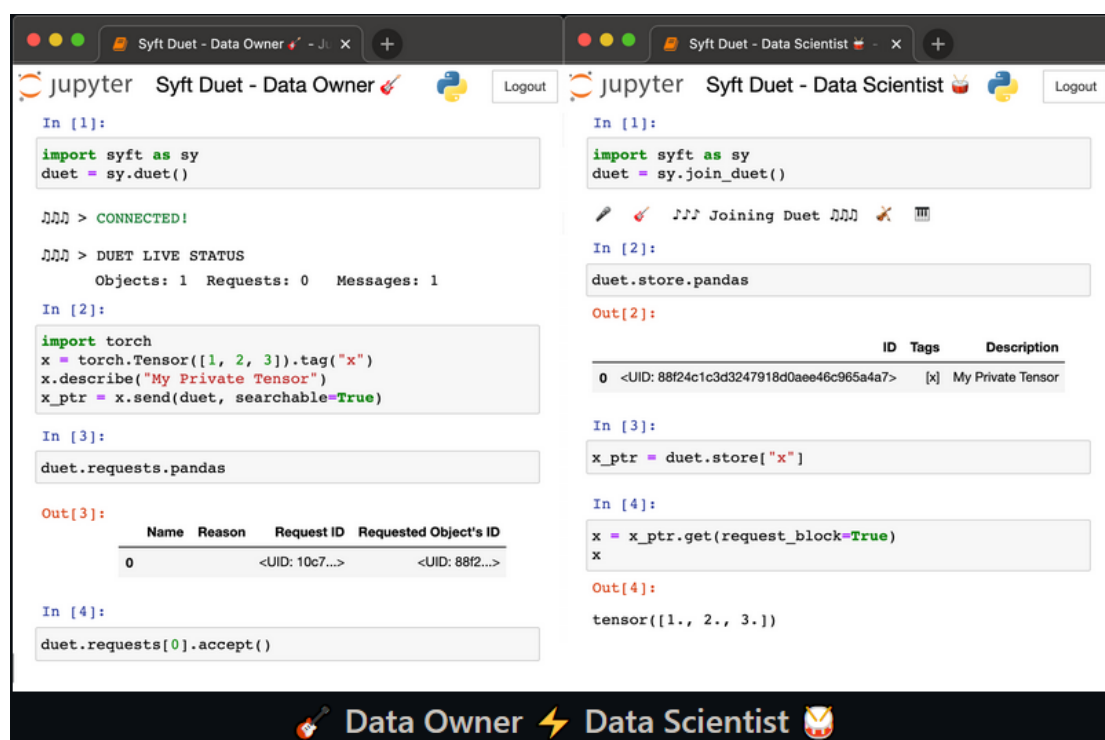 Syft Duet - Data Owner🎸 - Ju
jupyter Syft Duet - Data Owner🎸 Logout
In [1]:
import syft as sy
duet = sy.duet()
♫♫♫ > CONNECTED!
♫♫♫ > DUET LIVE STATUS
Objects: 1 Requests: 0 Messages: 1
In [2]:
import torch
x = torch.Tensor([1, 2, 3]).tag("x")
x.describe("My Private Tensor")
x_ptr = x.send(duet, searchable=True)
In [3]:
duet.requests.pandas
Out[3]:
Name Reason Request ID Requested Object's ID
0 <UID: 10c7...> <UID: 88f2...>
In [4]:
duet.requests[0].accept()
Syft Duet - Data Scientist🥁 -
jupyter Syft Duet - Data Scientist🥁 Logout
In [1]:
import syft as sy
duet = sy.join_duet()
🎤 🎸 ♪♪♪ Joining Duet ♫♫♫ 🎻 🎹
In [2]:
duet.store.pandas
Out[2]:
ID Tags Description
0 <UID: 88f24c1c3d3247918d0aee46c965a4a7> [x] My Private Tensor
In [3]:
x_ptr = duet.store["x"]
In [4]:
x = x_ptr.get(request_block=True)
x
Out[4]:
tensor([1., 2., 3.])
🎸 Data Owner ⚡ Data Scientist 🥁